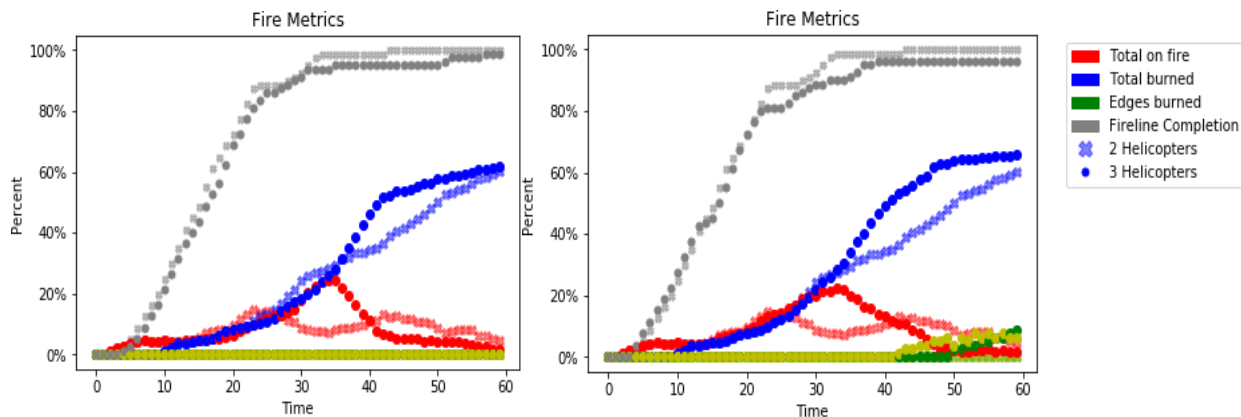 Fire Metrics
100%
80%
60%
40%
20%
0%
Percent
0 10 20 30 40 50 60
Time
Fire Metrics
100%
80%
60%
40%
20%
0%
Percent
0 10 20 30 40 50 60
Time
Total on fire
Total burned
Edges burned
Fireline Completion
2 Helicopters
3 Helicopters